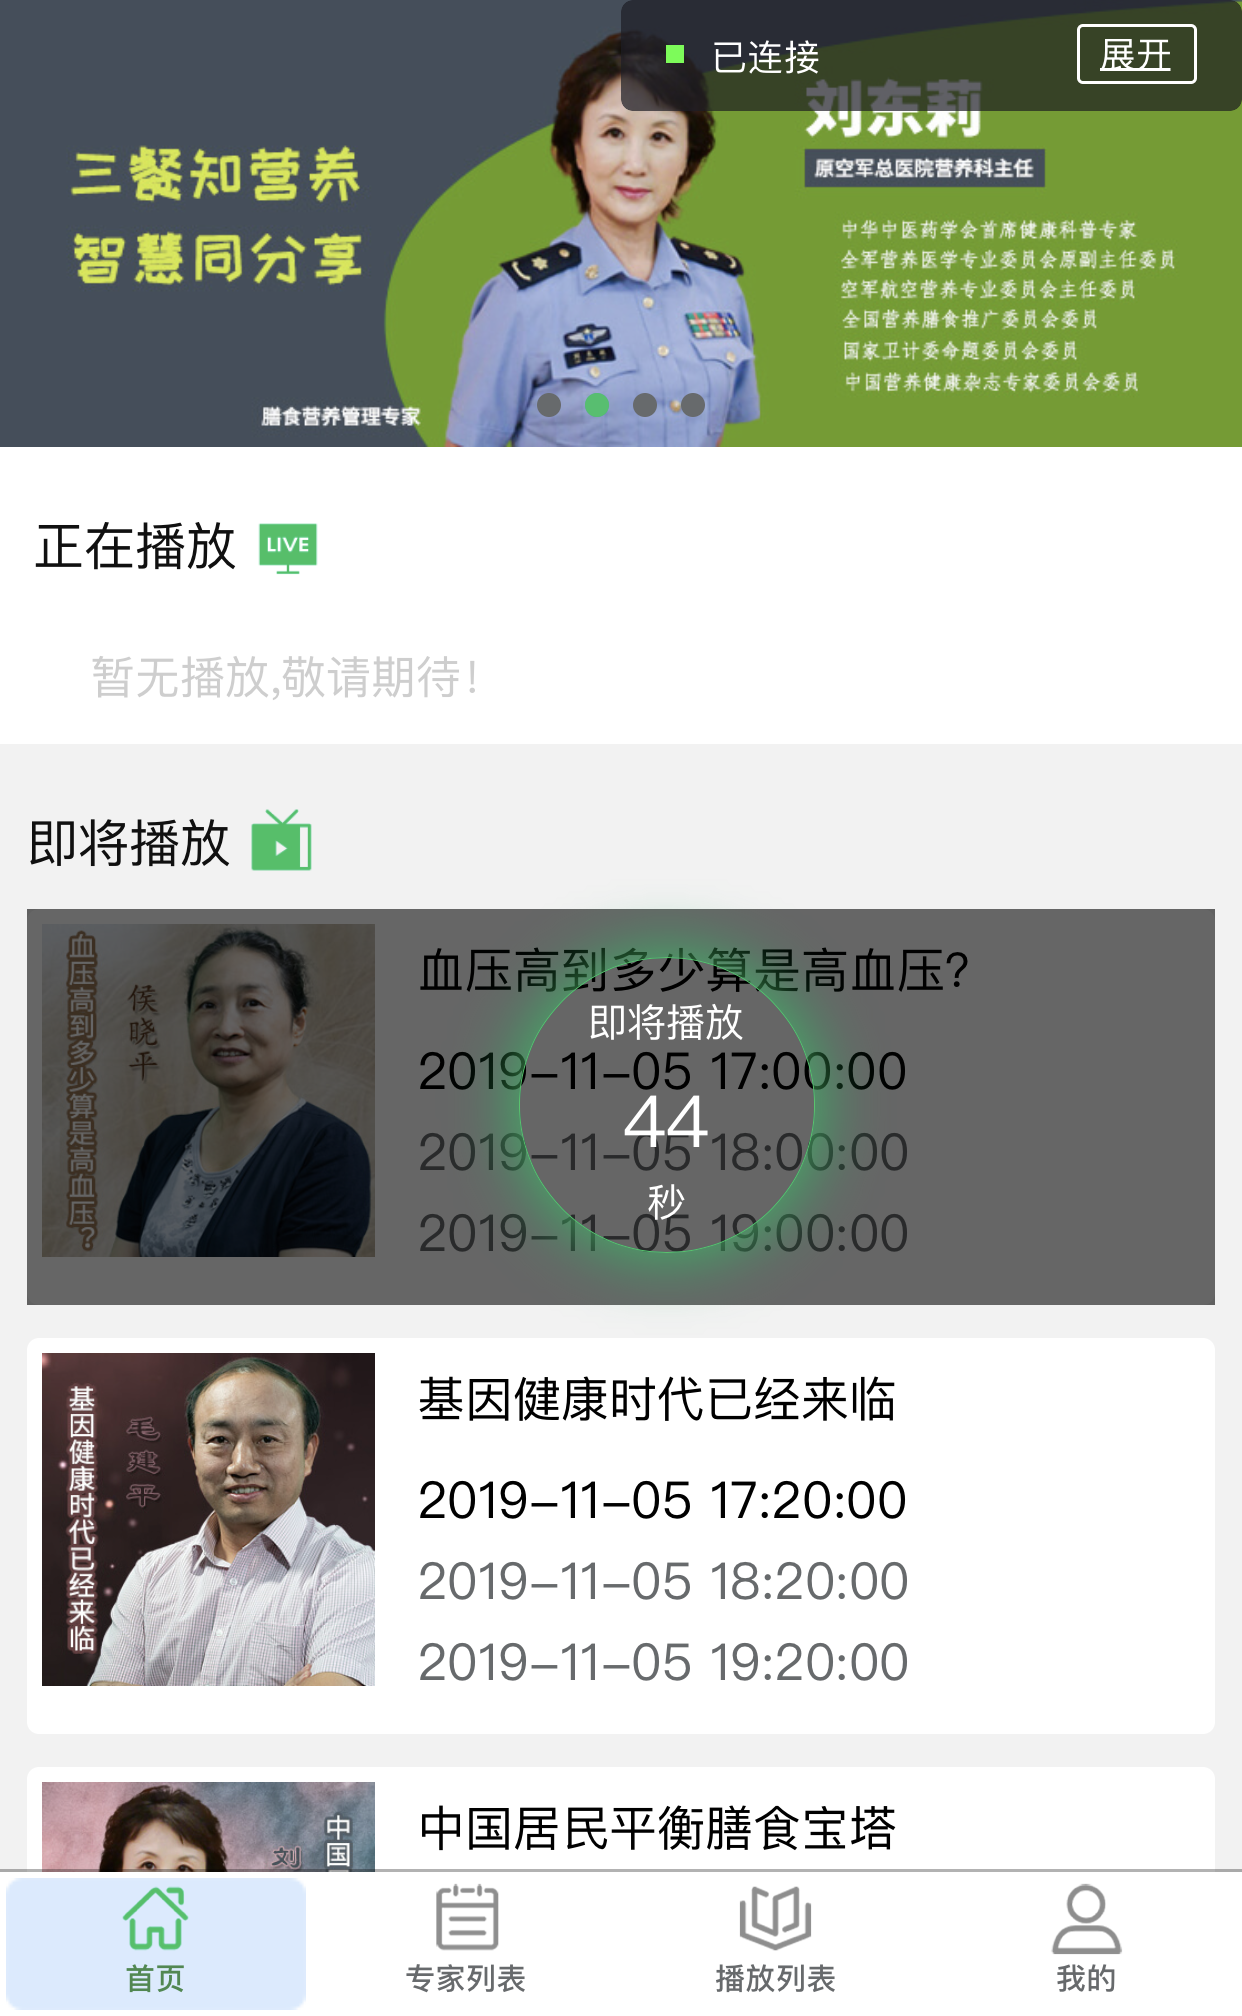 已连接
展开
三餐知营养
智慧同分享
膳食营养管理专家
刘东莉
原空军总医院营养科主任
中华中医药学会首席健康科普专家
全军营养医学专业委员会原副主任委员
空军航空营养专业委员会主任委员
全国营养膳食推广委员会委员
国家卫计委命题委员会委员
中国营养健康杂志专家委员会委员
正在播放
LIVE
暂无播放,敬请期待!
即将播放
血压高到多少算是高血压?
侯晓平
血压高到多少算是高血压?
即将播放
2019-11-05 17:00:00
44
2019-11-05 18:00:00
秒
2019-11-05 19:00:00
基因健康时代已经来临
毛建平
基因健康时代已经来临
2019-11-05 17:20:00
2019-11-05 18:20:00
2019-11-05 19:20:00
刘
中国
中国居民平衡膳食宝塔
首页
专家列表
播放列表
我的